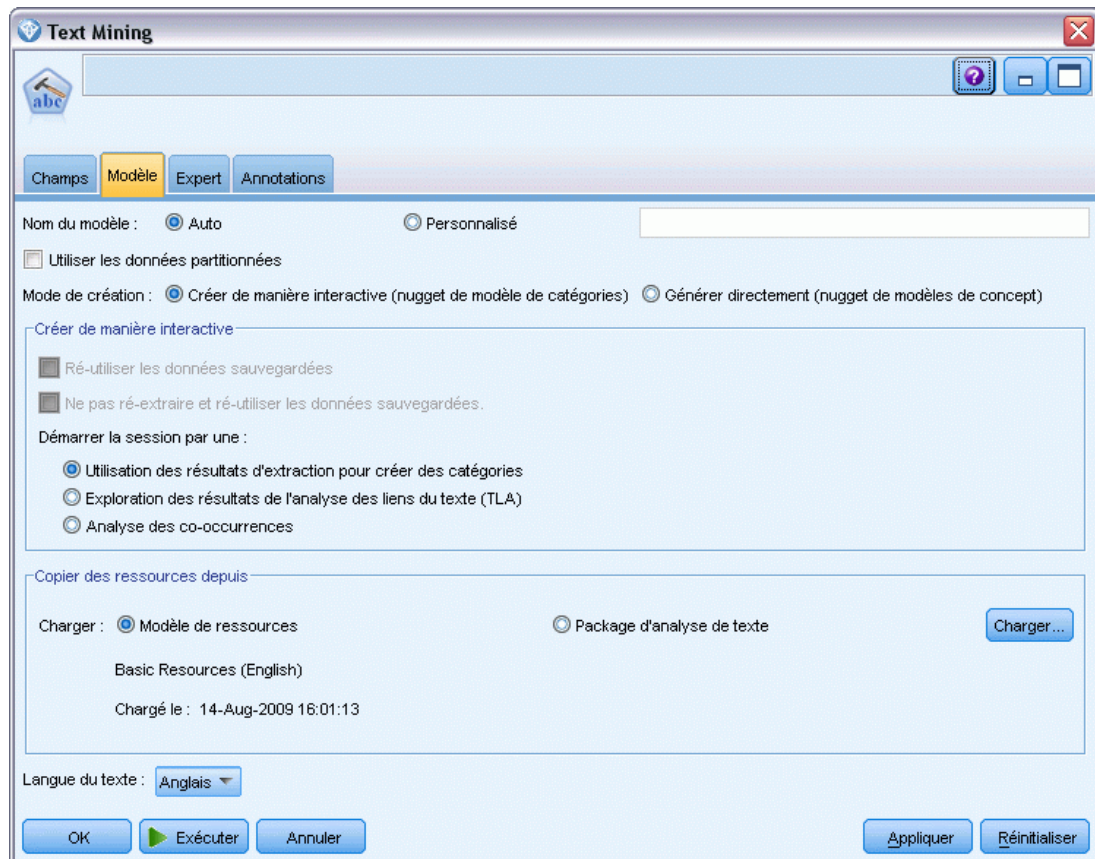 Text Mining
abc
Champs Modèle Expert Annotations
Nom du modèle : Auto Personnalisé
Utiliser les données partitionnées
Mode de création : Créer de manière interactive (nugget de modèle de catégories) Générer directement (nugget de modèles de concept)
Créer de manière interactive
Ré-utiliser les données sauvegardées
Ne pas ré-extraire et ré-utiliser les données sauvegardées.
Démarrer la session par une :
Utilisation des résultats d'extraction pour créer des catégories
Exploration des résultats de l'analyse des liens du texte (TLA)
Analyse des co-occurrences
Copier des ressources depuis
Charger : Modèle de ressources Package d'analyse de texte Charger...
Basic Resources (English)
Chargé le : 14-Aug-2009 16:01:13
Langue du texte : Anglais
OK Exécuter Annuler Appliquer Réinitialiser